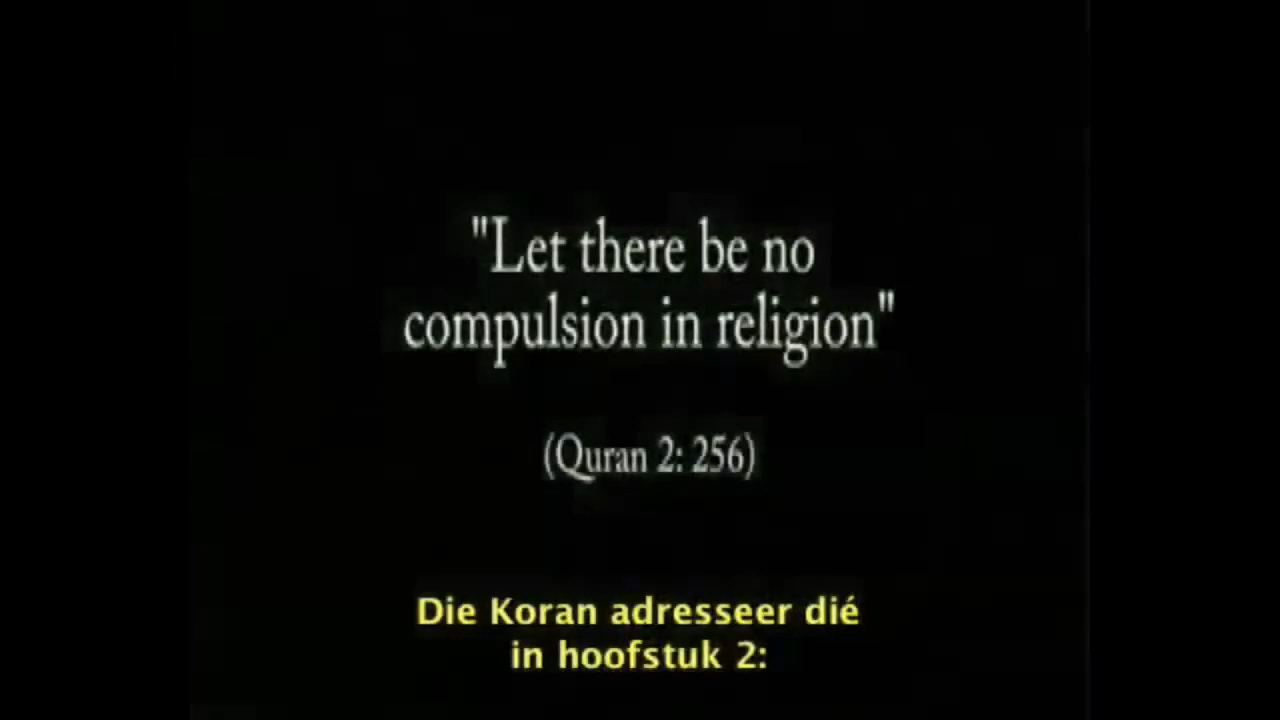 "Let there be no
compulsion in religion"
(Quran 2: 256)
Die Koran adresseer dié
in hoofstuk 2: